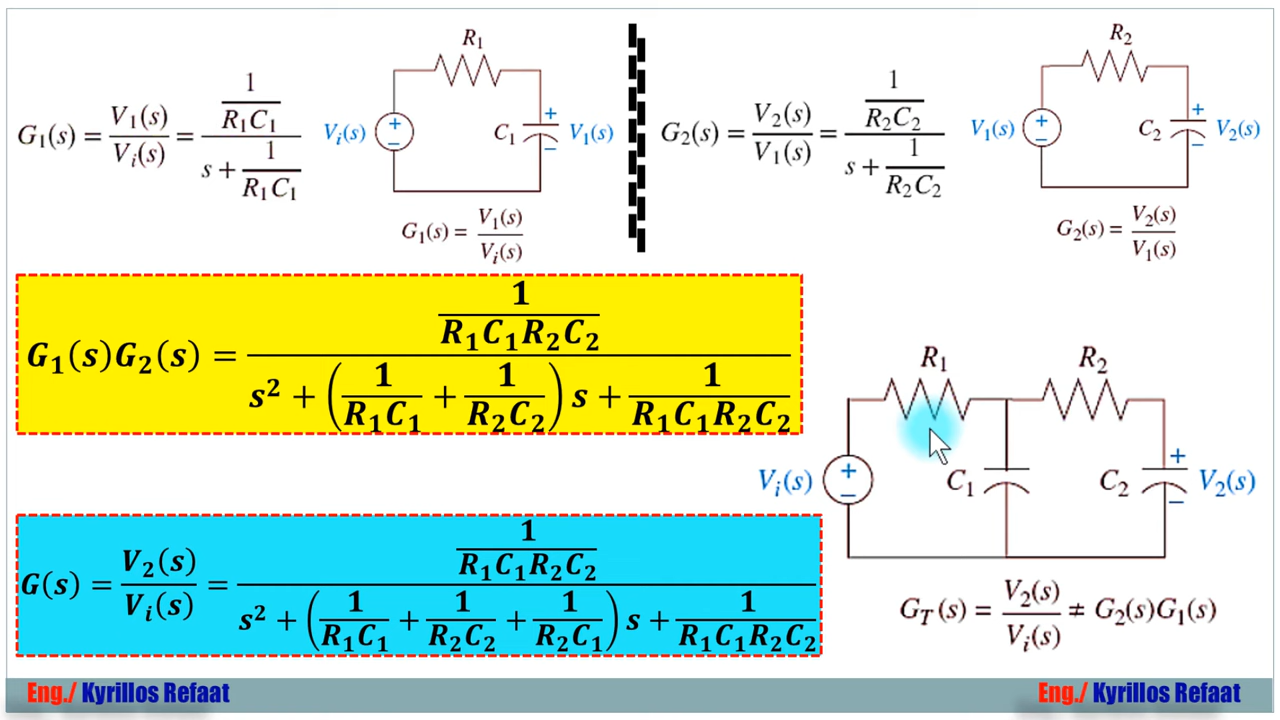 G₁(s) = V₁(s)/Vᵢ(s) = (1/(R₁C₁))/(s + 1/(R₁C₁))
R₁
Vᵢ(s) + − C₁ + − V₁(s)
G₁(s) = V₁(s)/Vᵢ(s)
G₂(s) = V₂(s)/V₁(s) = (1/(R₂C₂))/(s + 1/(R₂C₂))
R₂
V₁(s) + − C₂ + − V₂(s)
G₂(s) = V₂(s)/V₁(s)
G₁(s)G₂(s) = (1/(R₁C₁R₂C₂))/(s² + (1/(R₁C₁) + 1/(R₂C₂))s + 1/(R₁C₁R₂C₂))
R₁ R₂
Vᵢ(s) + − C₁ C₂ + − V₂(s)
G(s) = V₂(s)/Vᵢ(s) = (1/(R₁C₁R₂C₂))/(s² + (1/(R₁C₁) + 1/(R₂C₂) + 1/(R₂C₁))s + 1/(R₁C₁R₂C₂))
G_T(s) = V₂(s)/Vᵢ(s) ≠ G₂(s)G₁(s)
Eng./ Kyrillos Refaat
Eng./ Kyrillos Refaat